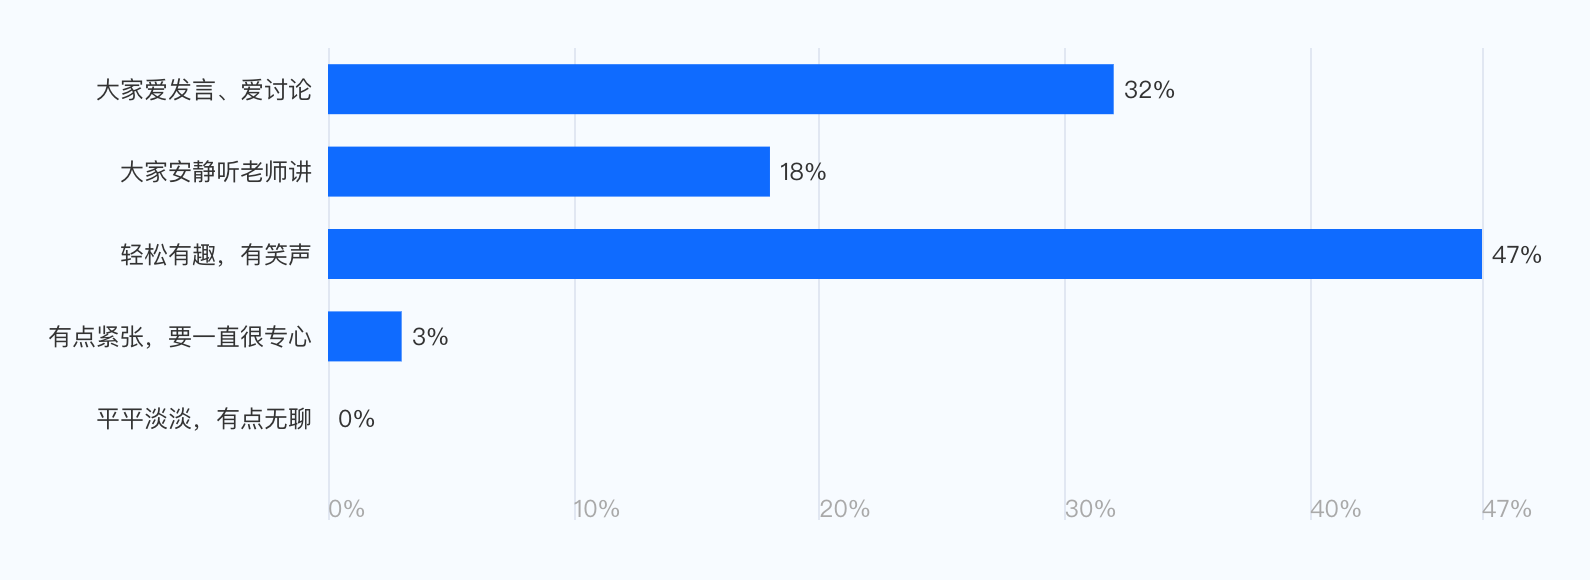 大家爱发言、爱讨论 32%
大家安静听老师讲 18%
轻松有趣，有笑声 47%
有点紧张，要一直很专心 3%
平平淡淡，有点无聊 0%
0% 10% 20% 30% 40% 47%